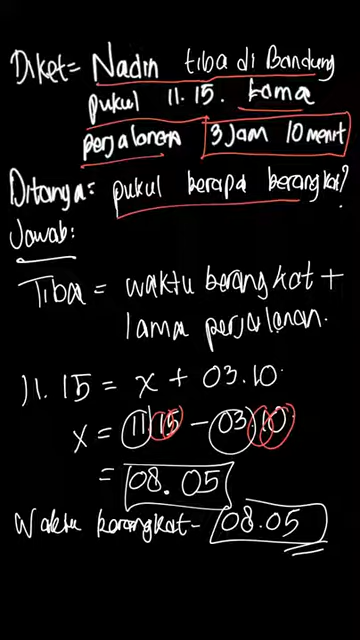 Diket = Nadin tiba di Bandung
pukul 11.15. Lama
perjalanan 3 Jam 10 menit
Ditanya = pukul berapa berangkat?
Jawab:
Tiba = waktu berangkat +
lama perjalanan.
11.15 = x + 03.10
x = 11 15 - 03 10
= 08.05
Waktu berangkat = 08.05